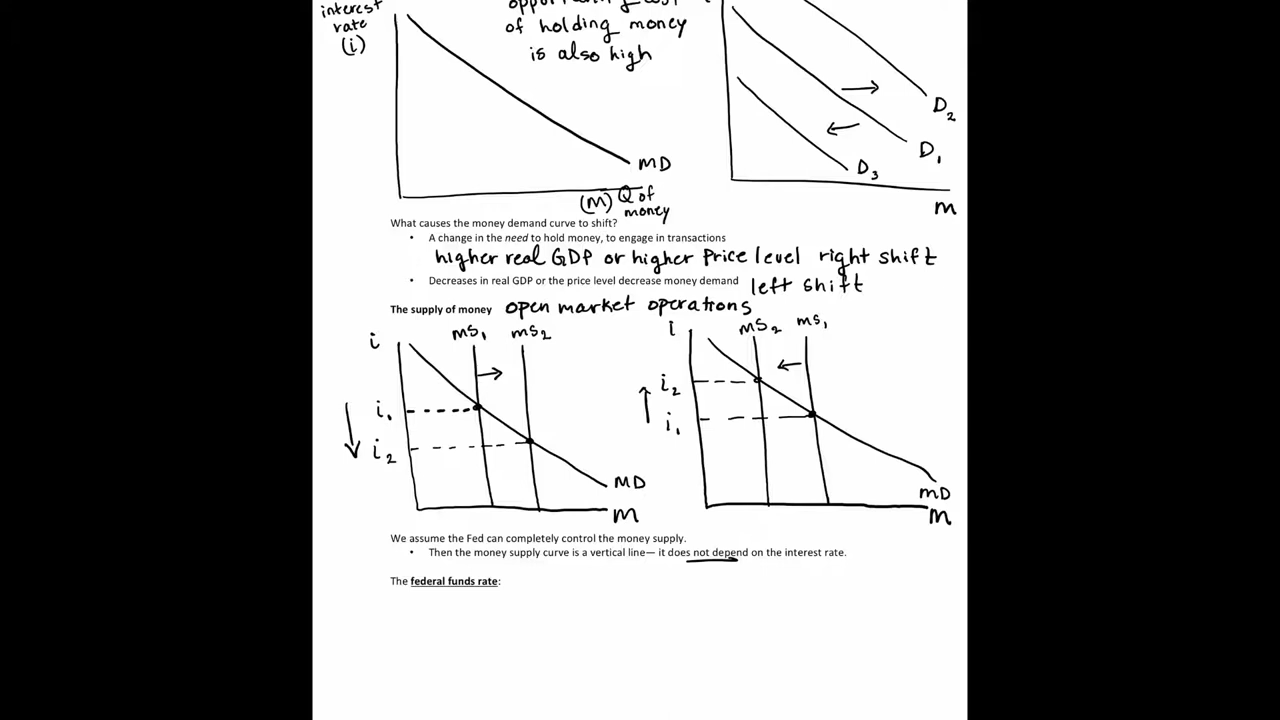 interest
rate
(i)
of holding money
is also high
D2
D1
D3
MD
(M) Q of
money
M
What causes the money demand curve to shift?
• A change in the need to hold money, to engage in transactions
higher real GDP or higher Price level right shift
• Decreases in real GDP or the price level decrease money demand left shift
The supply of money open market operations
i
MS1
MS2
i1
i2
MD
M
i
MS2
MS1
i2
i1
MD
M
We assume the Fed can completely control the money supply.
• Then the money supply curve is a vertical line— it does not depend on the interest rate.
The federal funds rate: